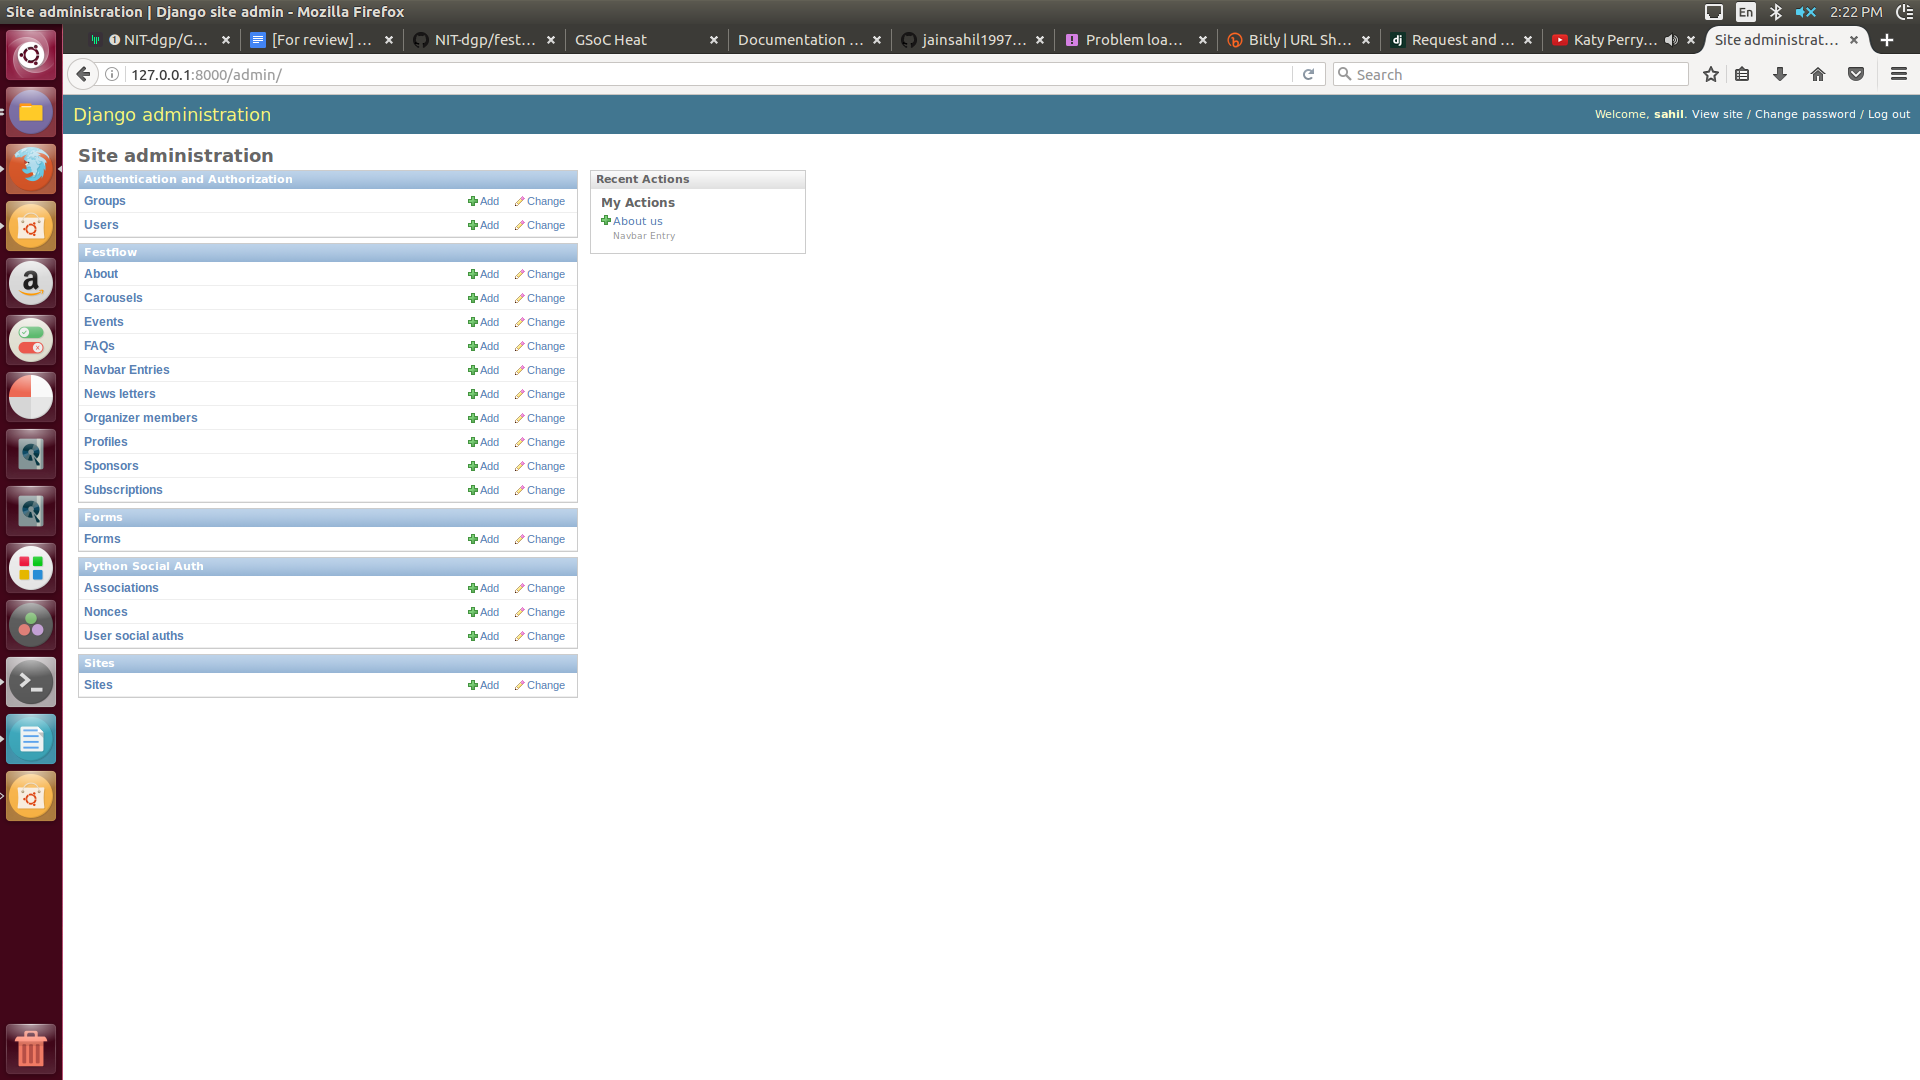 Site administration | Django site admin - Mozilla Firefox
En
2:22 PM
1 NIT-dgp/G...
[For review] ...
NIT-dgp/fest...
GSoC Heat
Documentation ...
jainsahil1997...
Problem loa...
Bitly | URL Sh...
dj Request and ...
Katy Perry...
Site administrat...
127.0.0.1:8000/admin/
Search
Django administration
Welcome, sahil. View site / Change password / Log out
Site administration
Authentication and Authorization
Groups Add Change
Users Add Change
Festflow
About Add Change
Carousels Add Change
Events Add Change
FAQs Add Change
Navbar Entries Add Change
News letters Add Change
Organizer members Add Change
Profiles Add Change
Sponsors Add Change
Subscriptions Add Change
Forms
Forms Add Change
Python Social Auth
Associations Add Change
Nonces Add Change
User social auths Add Change
Sites
Sites Add Change
Recent Actions
My Actions
About us
Navbar Entry
a